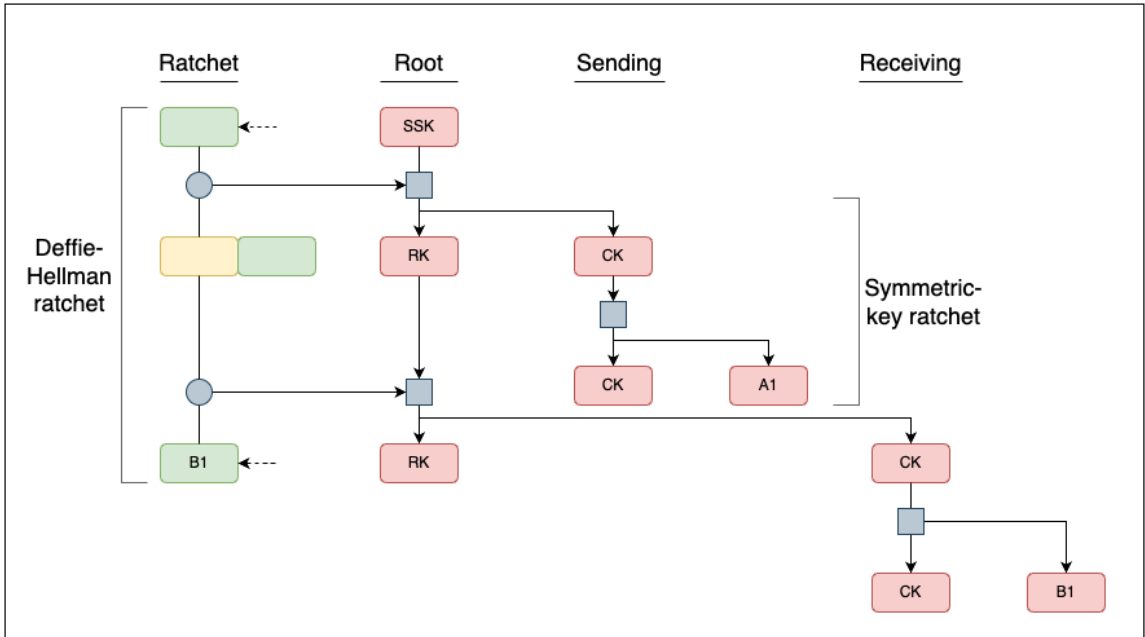 Ratchet
Root
Sending
Receiving
SSK
Deffie-
Hellman
ratchet
RK
CK
Symmetric-
key ratchet
CK
A1
B1
RK
CK
CK
B1